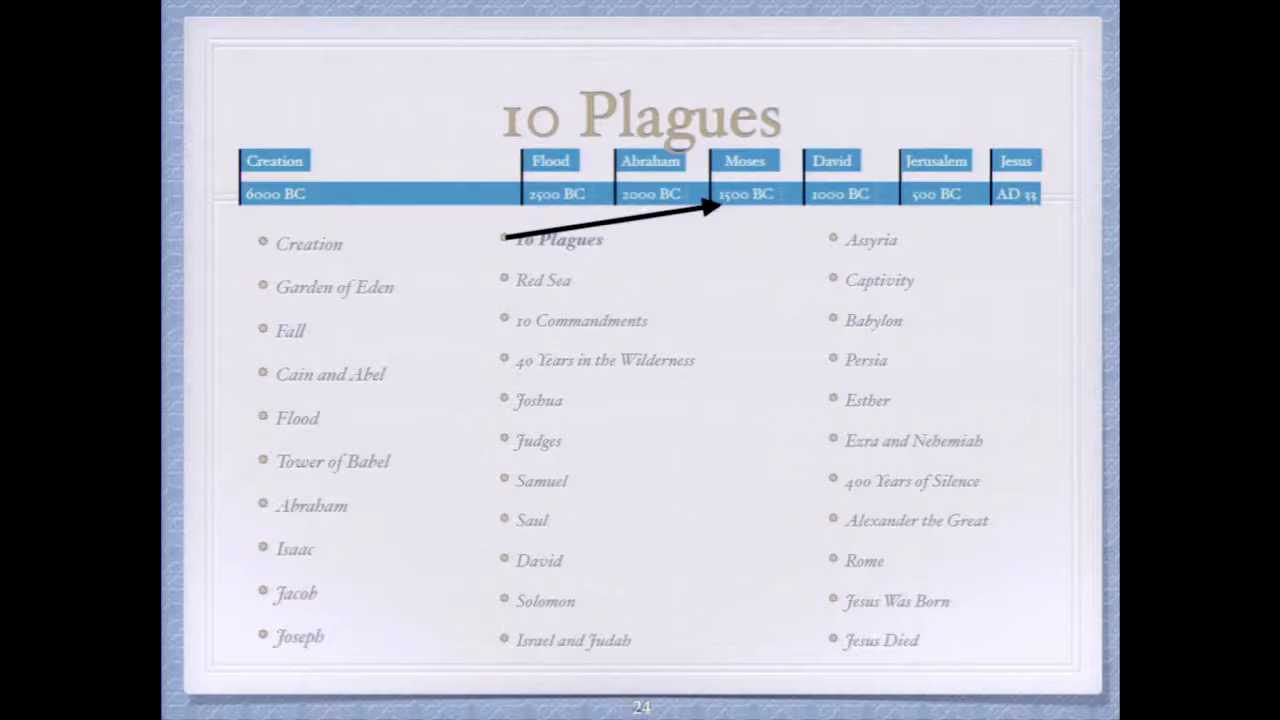 10 Plagues
Creation Flood Abraham Moses David Jerusalem Jesus
6000 BC 2500 BC 2000 BC 1500 BC 1000 BC 500 BC AD 33
Creation
Garden of Eden
Fall
Cain and Abel
Flood
Tower of Babel
Abraham
Isaac
Jacob
Joseph
10 Plagues
Red Sea
10 Commandments
40 Years in the Wilderness
Joshua
Judges
Samuel
Saul
David
Solomon
Israel and Judah
Assyria
Captivity
Babylon
Persia
Esther
Ezra and Nehemiah
400 Years of Silence
Alexander the Great
Rome
Jesus Was Born
Jesus Died
24